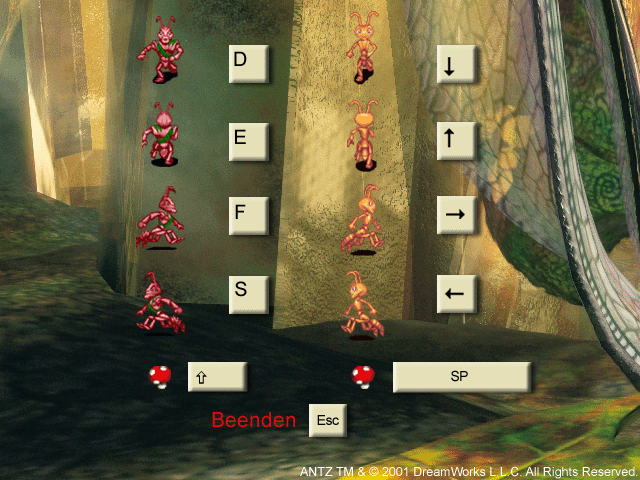 D ↓
E ↑
F →
S ←
⇧ SP
Beenden Esc
ANTZ TM & © 2001 DreamWorks L.L.C. All Rights Reserved.